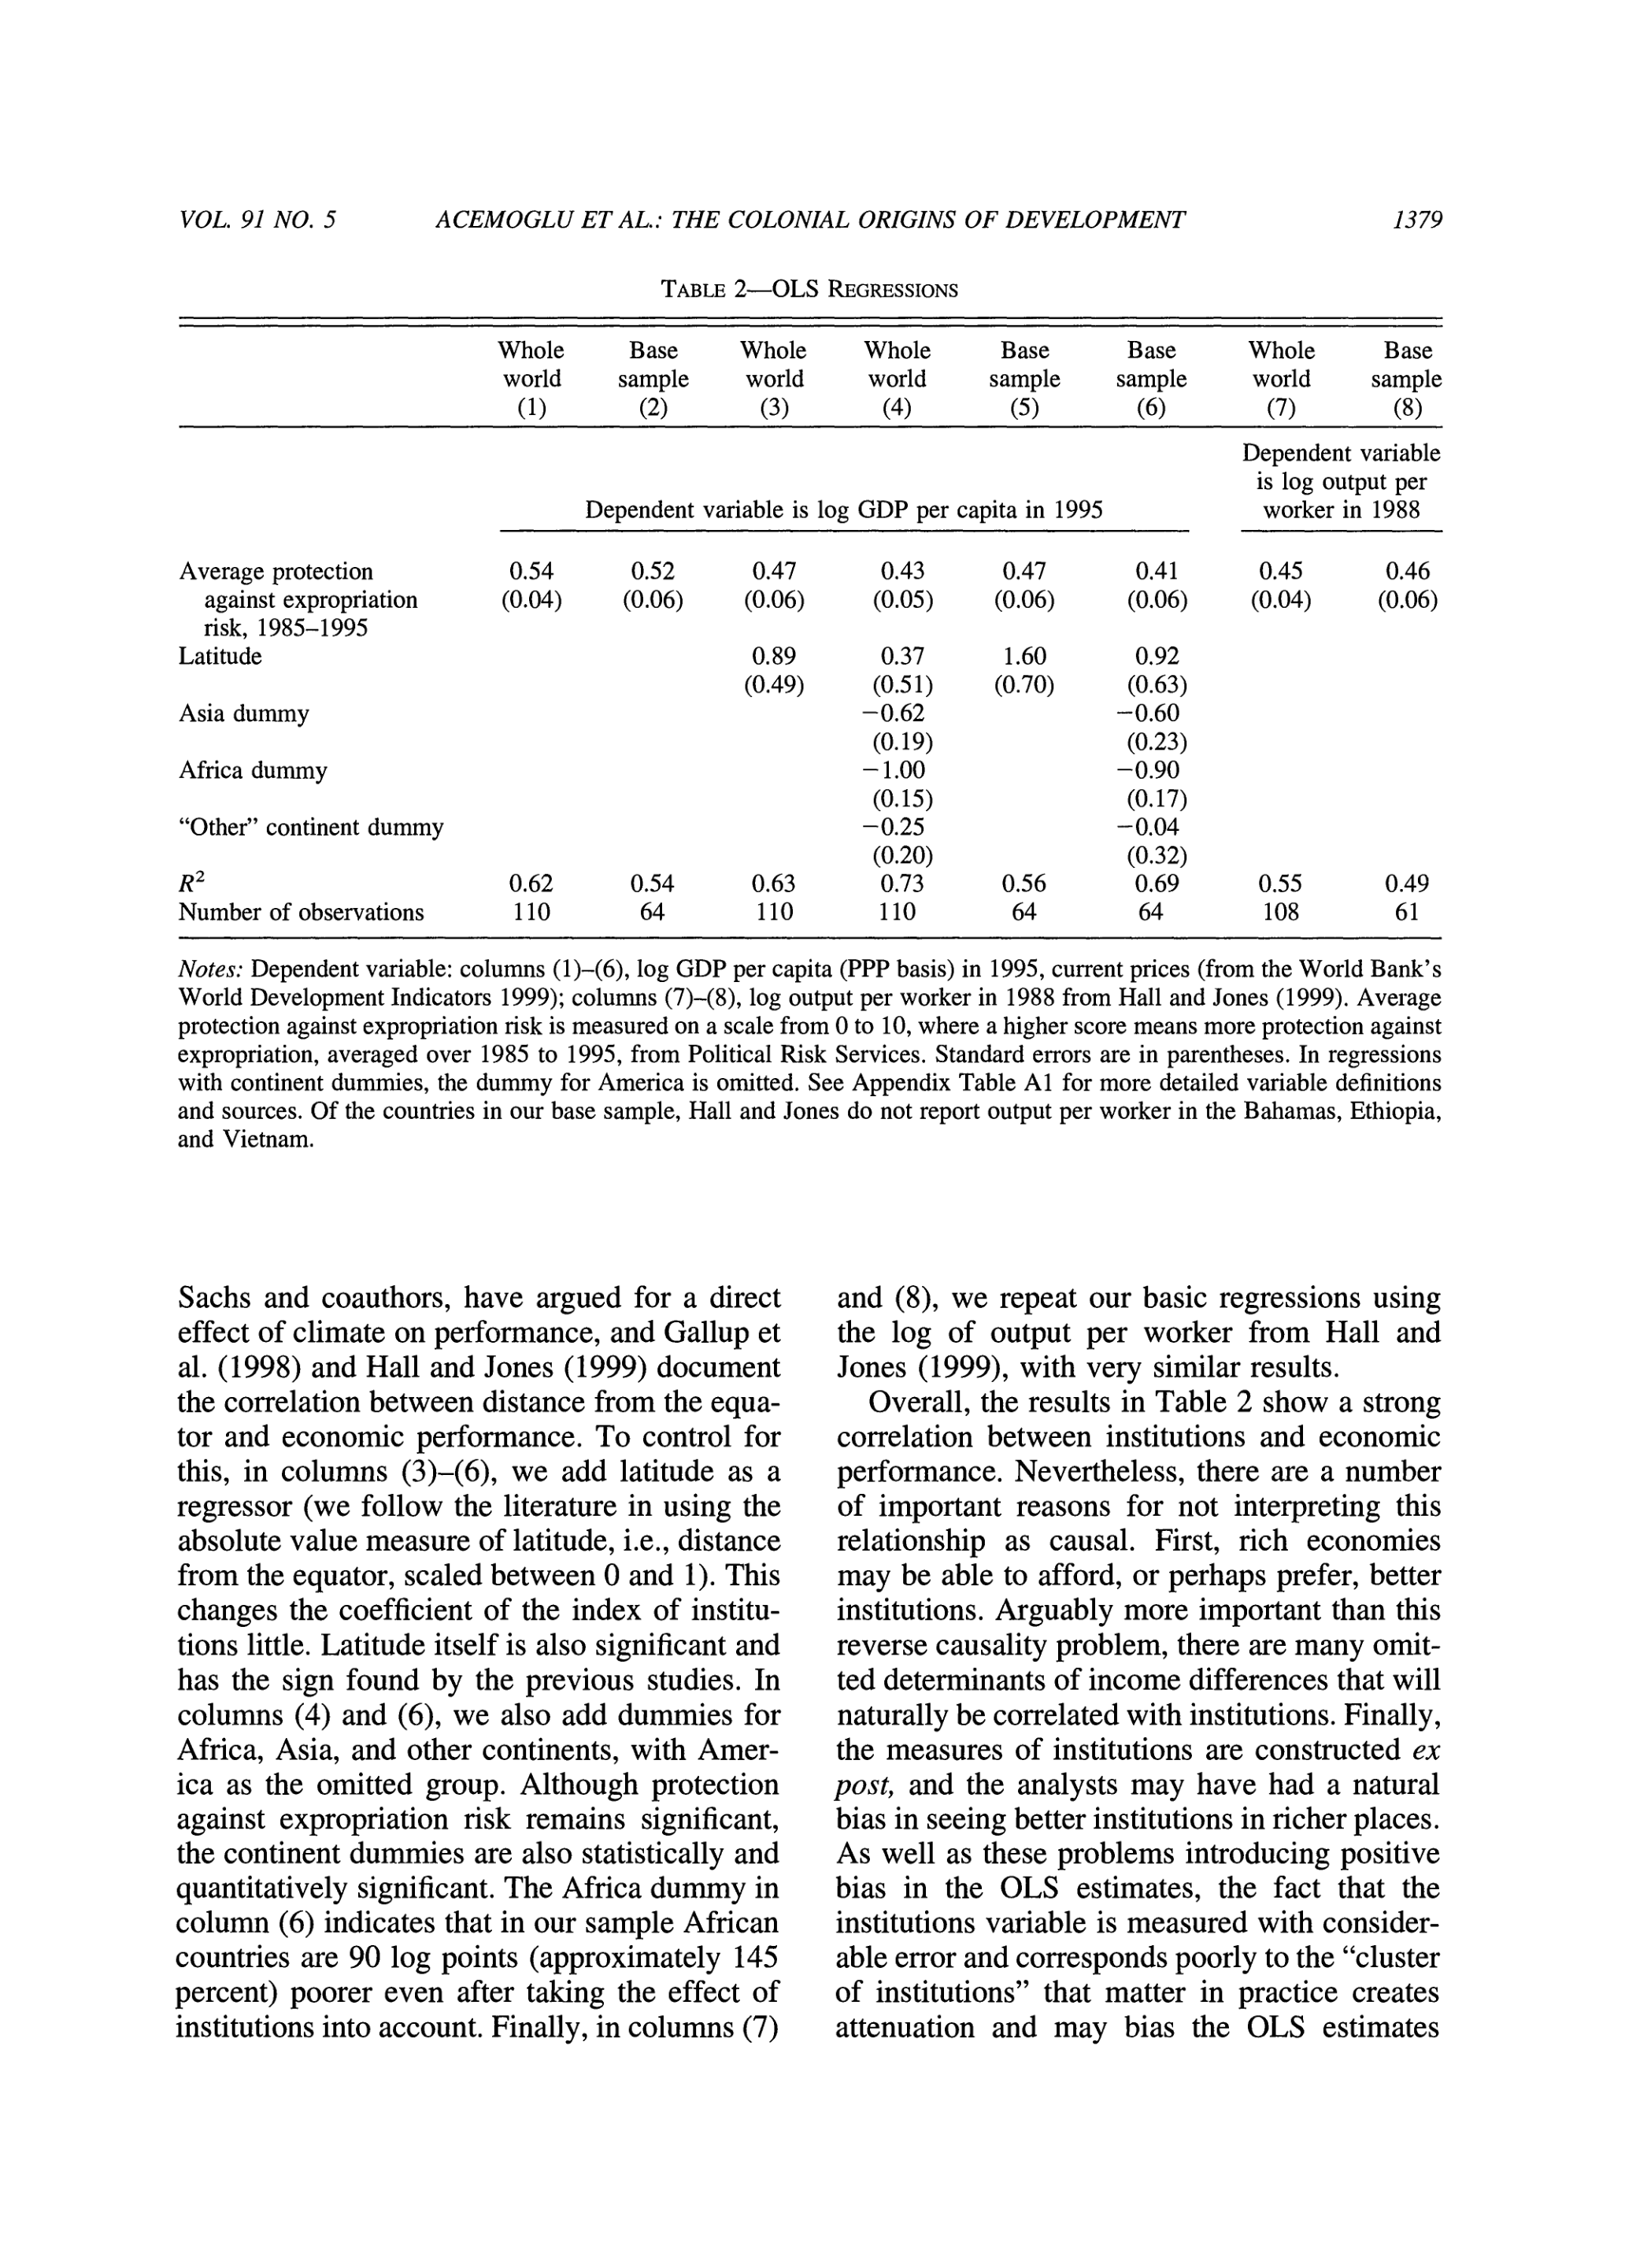 VOL. 91 NO. 5 ACEMOGLU ET AL.: THE COLONIAL ORIGINS OF DEVELOPMENT 1379
TABLE 2—OLS REGRESSIONS
Whole Base Whole Whole Base Base Whole Base
world sample world world sample sample world sample
(1) (2) (3) (4) (5) (6) (7) (8)
Dependent variable
is log output per
Dependent variable is log GDP per capita in 1995 worker in 1988
Average protection 0.54 0.52 0.47 0.43 0.47 0.41 0.45 0.46
against expropriation (0.04) (0.06) (0.06) (0.05) (0.06) (0.06) (0.04) (0.06)
risk, 1985–1995
Latitude 0.89 0.37 1.60 0.92
(0.49) (0.51) (0.70) (0.63)
Asia dummy −0.62 −0.60
(0.19) (0.23)
Africa dummy −1.00 −0.90
(0.15) (0.17)
“Other” continent dummy −0.25 −0.04
(0.20) (0.32)
R² 0.62 0.54 0.63 0.73 0.56 0.69 0.55 0.49
Number of observations 110 64 110 110 64 64 108 61
Notes: Dependent variable: columns (1)–(6), log GDP per capita (PPP basis) in 1995, current prices (from the World Bank’s
World Development Indicators 1999); columns (7)–(8), log output per worker in 1988 from Hall and Jones (1999). Average
protection against expropriation risk is measured on a scale from 0 to 10, where a higher score means more protection against
expropriation, averaged over 1985 to 1995, from Political Risk Services. Standard errors are in parentheses. In regressions
with continent dummies, the dummy for America is omitted. See Appendix Table A1 for more detailed variable definitions
and sources. Of the countries in our base sample, Hall and Jones do not report output per worker in the Bahamas, Ethiopia,
and Vietnam.
Sachs and coauthors, have argued for a direct
effect of climate on performance, and Gallup et
al. (1998) and Hall and Jones (1999) document
the correlation between distance from the equa-
tor and economic performance. To control for
this, in columns (3)–(6), we add latitude as a
regressor (we follow the literature in using the
absolute value measure of latitude, i.e., distance
from the equator, scaled between 0 and 1). This
changes the coefficient of the index of institu-
tions little. Latitude itself is also significant and
has the sign found by the previous studies. In
columns (4) and (6), we also add dummies for
Africa, Asia, and other continents, with Amer-
ica as the omitted group. Although protection
against expropriation risk remains significant,
the continent dummies are also statistically and
quantitatively significant. The Africa dummy in
column (6) indicates that in our sample African
countries are 90 log points (approximately 145
percent) poorer even after taking the effect of
institutions into account. Finally, in columns (7)
and (8), we repeat our basic regressions using
the log of output per worker from Hall and
Jones (1999), with very similar results.
Overall, the results in Table 2 show a strong
correlation between institutions and economic
performance. Nevertheless, there are a number
of important reasons for not interpreting this
relationship as causal. First, rich economies
may be able to afford, or perhaps prefer, better
institutions. Arguably more important than this
reverse causality problem, there are many omit-
ted determinants of income differences that will
naturally be correlated with institutions. Finally,
the measures of institutions are constructed ex
post, and the analysts may have had a natural
bias in seeing better institutions in richer places.
As well as these problems introducing positive
bias in the OLS estimates, the fact that the
institutions variable is measured with consider-
able error and corresponds poorly to the “cluster
of institutions” that matter in practice creates
attenuation and may bias the OLS estimates